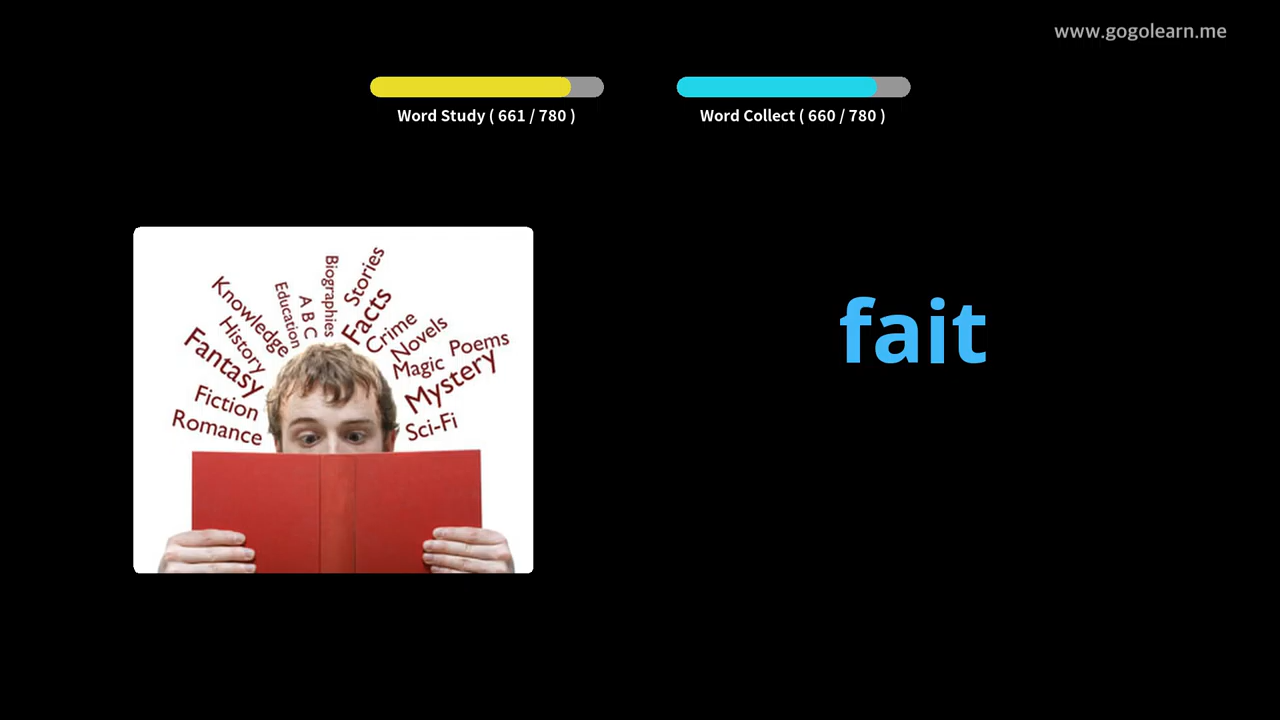 www.gogolearn.me
Word Study ( 661 / 780 )
Word Collect ( 660 / 780 )
Romance
Fiction
Fantasy
History
Knowledge
Education
A B C
Biographies
Stories
Facts
Crime
Novels
Magic
Poems
Mystery
Sci-Fi
fait